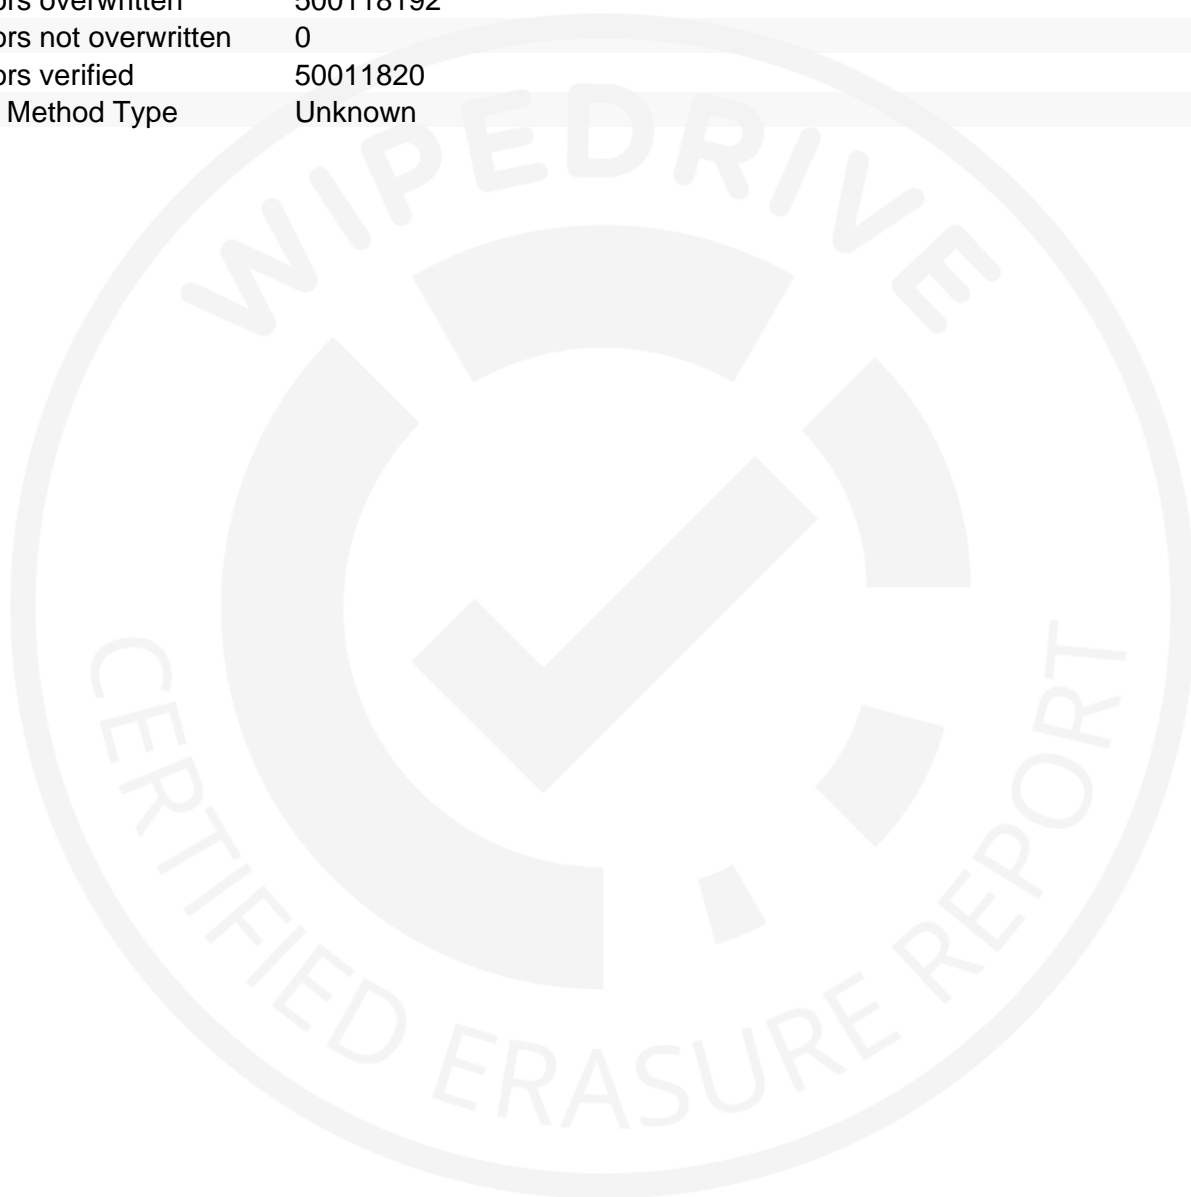 ors overwritten 500118192
ors not overwritten 0
ors verified 50011820
Method Type Unknown
WIPEDRIVE
CERTIFIED ERASURE REPORT